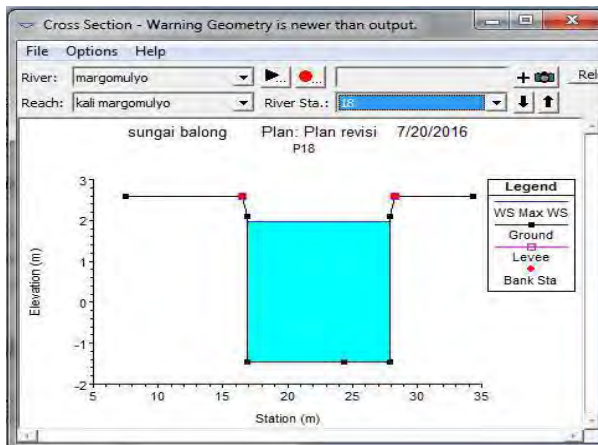 Cross Section - Warning Geometry is newer than output.
File Options Help
River: margomulyo
Reach: kali margomulyo River Sta.: 18
sungai balong Plan: Plan revisi 7/20/2016
P18
Elevation (m)
3
2
1
0
-1
-2
5 10 15 20 25 30 35
Station (m)
Legend
WS Max WS
Ground
Levee
Bank Sta